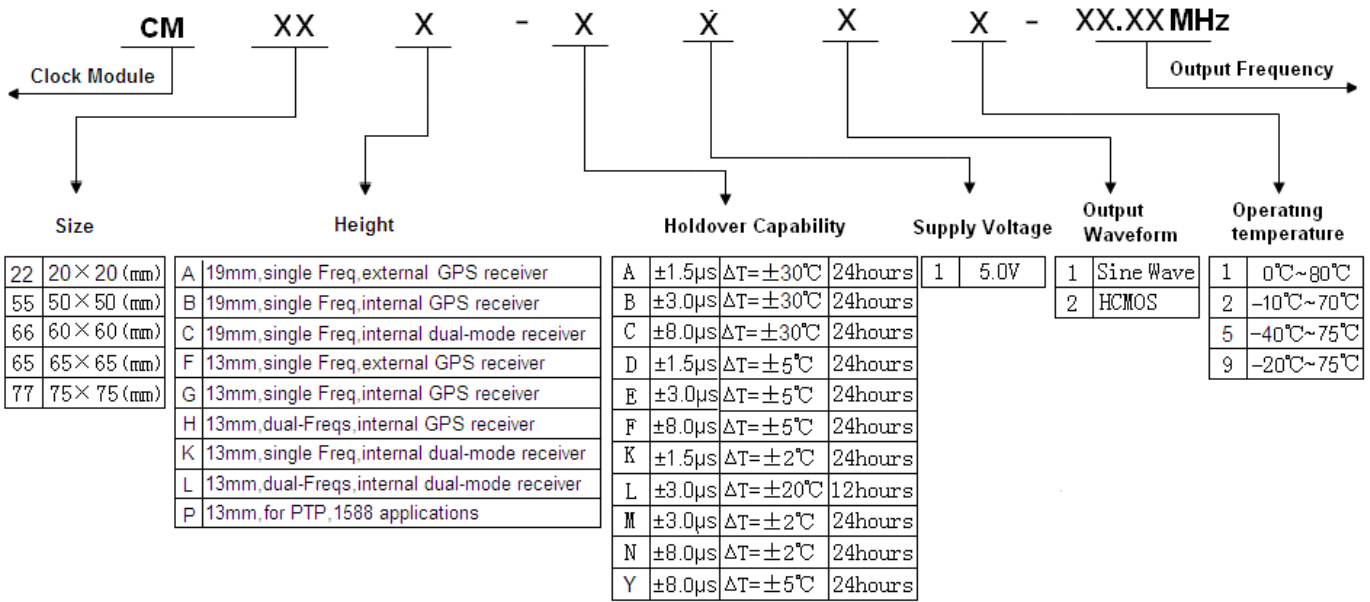 CM XX X - X X X X - XX.XX MHz
Clock Module
Output Frequency
Size
22 20×20(mm)
55 50×50(mm)
66 60×60(mm)
65 65×65(mm)
77 75×75(mm)
Height
A 19mm,single Freq,external GPS receiver
B 19mm,single Freq,internal GPS receiver
C 19mm,single Freq,internal dual-mode receiver
F 13mm,single Freq,external GPS receiver
G 13mm,single Freq,internal GPS receiver
H 13mm,dual-Freqs,internal GPS receiver
K 13mm,single Freq,internal dual-mode receiver
L 13mm,dual-Freqs,internal dual-mode receiver
P 13mm,for PTP,1588 applications
Holdover Capability
A ±1.5μs ΔT=±30℃ 24hours
B ±3.0μs ΔT=±30℃ 24hours
C ±8.0μs ΔT=±30℃ 24hours
D ±1.5μs ΔT=±5℃ 24hours
E ±3.0μs ΔT=±5℃ 24hours
F ±8.0μs ΔT=±5℃ 24hours
K ±1.5μs ΔT=±2℃ 24hours
L ±3.0μs ΔT=±20℃ 12hours
M ±3.0μs ΔT=±2℃ 24hours
N ±8.0μs ΔT=±2℃ 24hours
Y ±8.0μs ΔT=±5℃ 24hours
Supply Voltage
1 5.0V
Output
Waveform
1 Sine Wave
2 HCMOS
Operating
temperature
1 0℃~80℃
2 -10℃~70℃
5 -40℃~75℃
9 -20℃~75℃